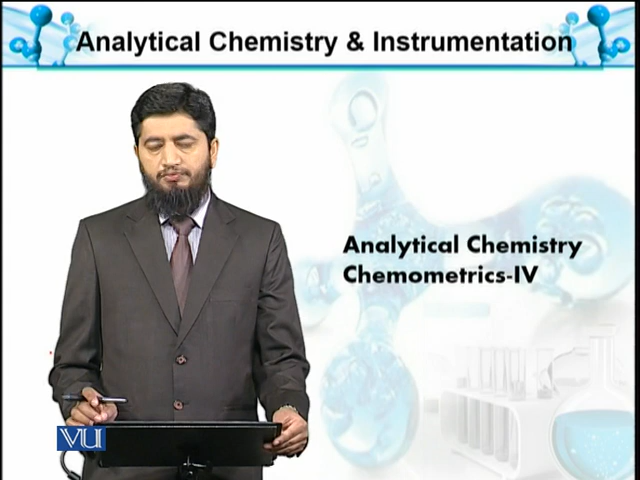 Analytical Chemistry & Instrumentation
Analytical Chemistry
Chemometrics-IV
VU